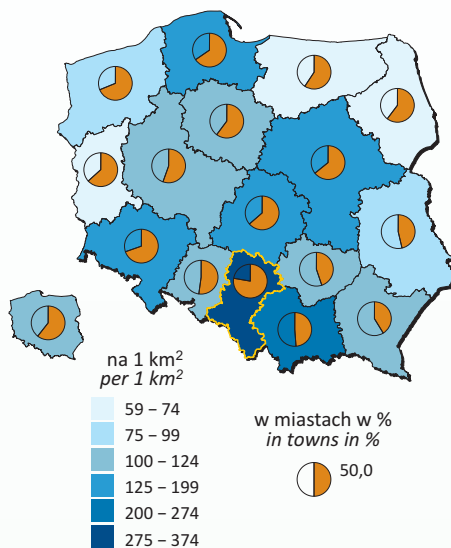 na 1 km²
per 1 km²
59 – 74
75 – 99
100 – 124
125 – 199
200 – 274
275 – 374
w miastach w %
in towns in %
50,0